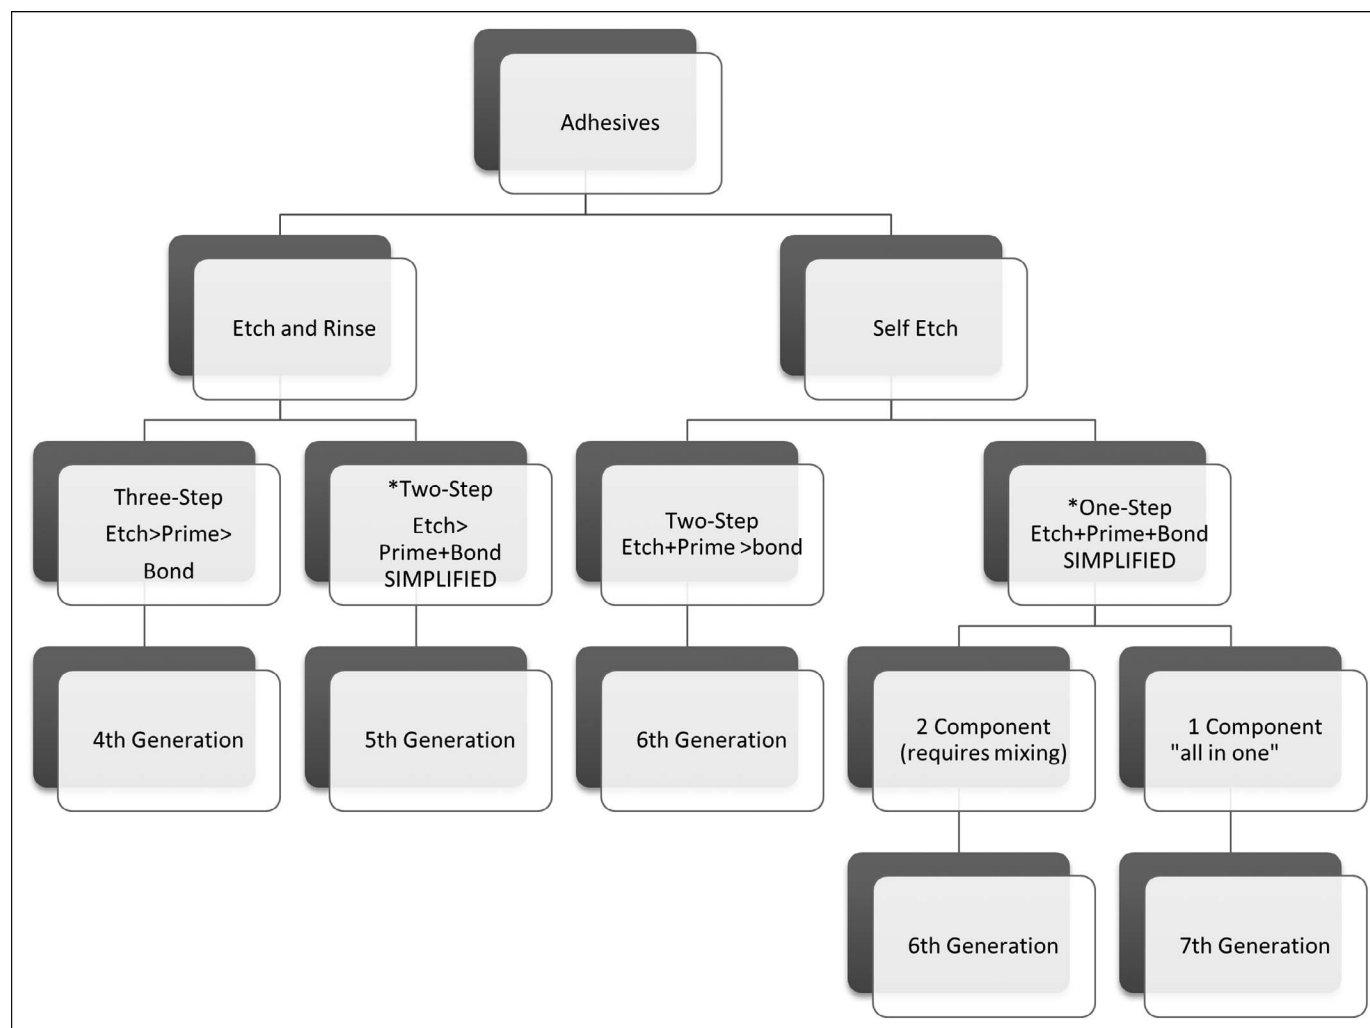 Adhesives
Etch and Rinse
Self Etch
Three-Step
Etch>Prime>
Bond
*Two-Step
Etch>
Prime+Bond
SIMPLIFIED
Two-Step
Etch+Prime >bond
*One-Step
Etch+Prime+Bond
SIMPLIFIED
4th Generation
5th Generation
6th Generation
2 Component
(requires mixing)
1 Component
"all in one"
6th Generation
7th Generation